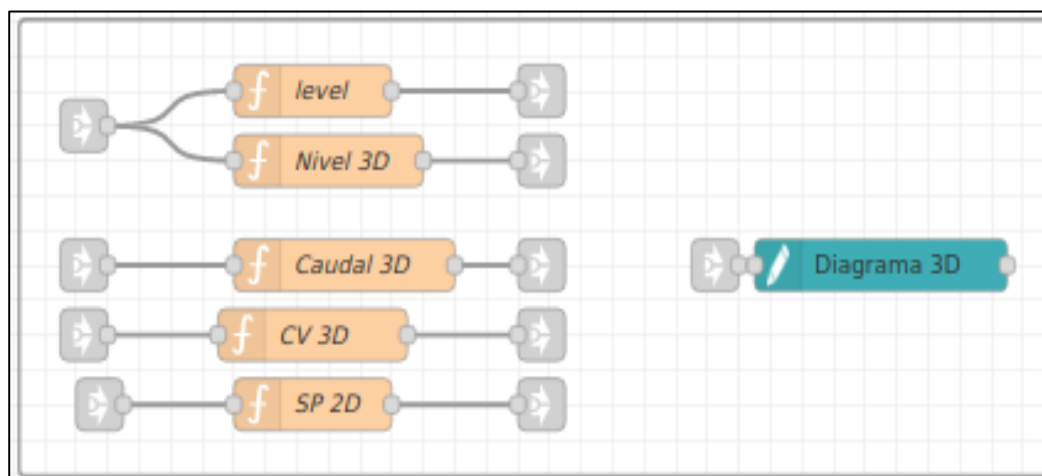 level
Nivel 3D
Caudal 3D
Diagrama 3D
CV 3D
SP 2D